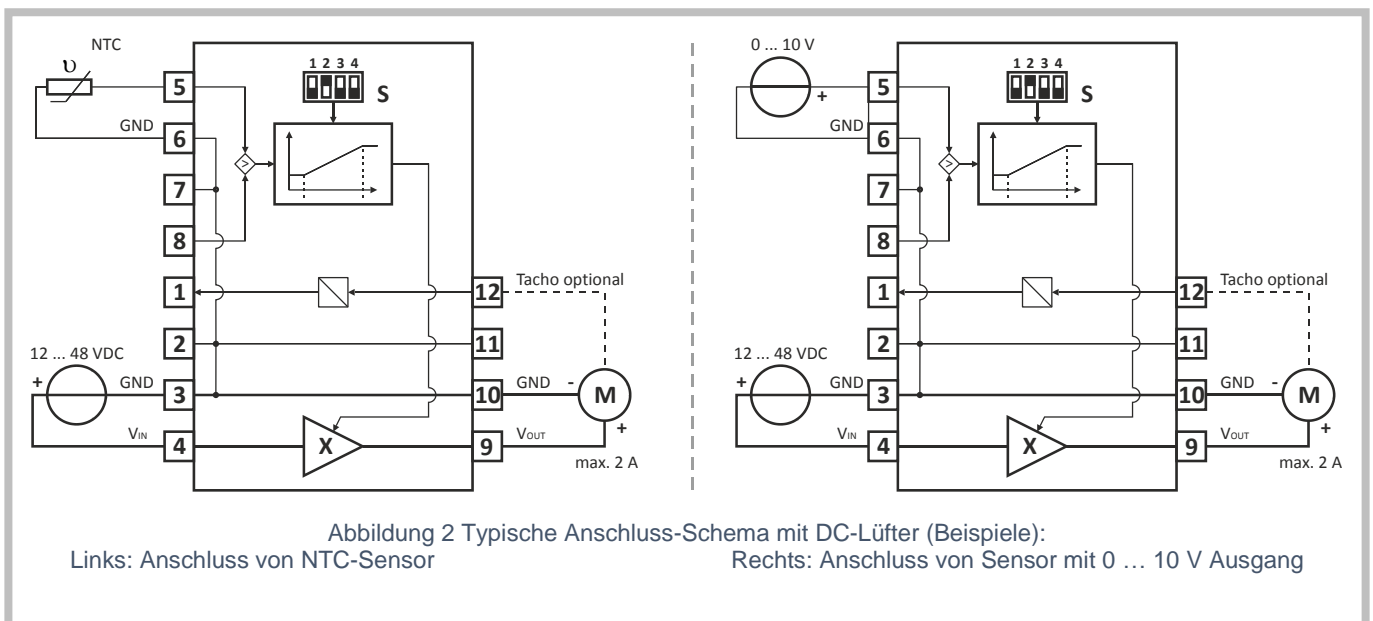 NTC
υ
1 2 3 4
S
5
GND
6
>
7
8
1
12
Tacho optional
2
11
12 ... 48 VDC
+
GND
3
10
GND
-
M
VIN
4
X
9
VOUT
+
max. 2 A
0 ... 10 V
1 2 3 4
S
+
5
GND
6
>
7
8
1
12
Tacho optional
2
11
12 ... 48 VDC
+
GND
3
10
GND
-
M
VIN
4
X
9
VOUT
+
max. 2 A
Abbildung 2 Typische Anschluss-Schema mit DC-Lüfter (Beispiele):
Links: Anschluss von NTC-Sensor
Rechts: Anschluss von Sensor mit 0 … 10 V Ausgang